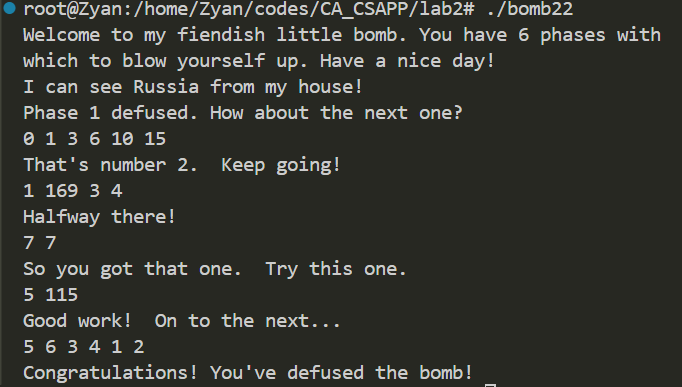 root@Zyan:/home/Zyan/codes/CA_CSAPP/lab2# ./bomb22
Welcome to my fiendish little bomb. You have 6 phases with
which to blow yourself up. Have a nice day!
I can see Russia from my house!
Phase 1 defused. How about the next one?
0 1 3 6 10 15
That's number 2.  Keep going!
1 169 3 4
Halfway there!
7 7
So you got that one.  Try this one.
5 115
Good work!  On to the next...
5 6 3 4 1 2
Congratulations! You've defused the bomb!